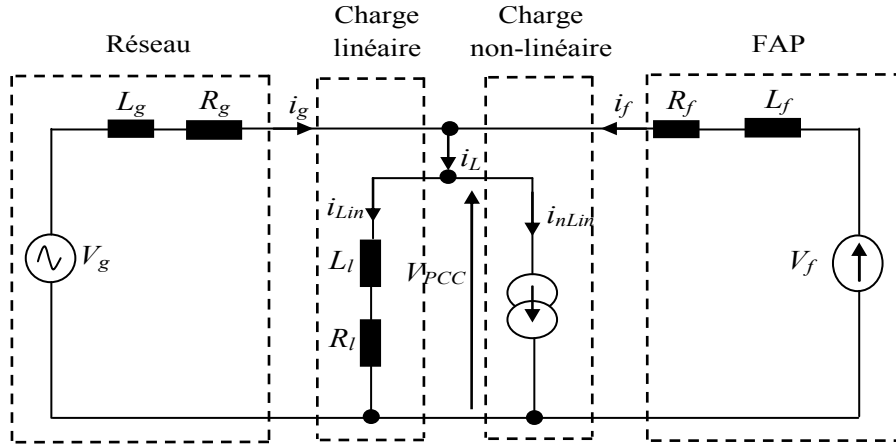 Réseau
Charge
linéaire
Charge
non-linéaire
FAP
Lg
Rg
ig
if
Rf
Lf
iL
iLin
inLin
Vg
Ll
VPCC
Vf
Rl